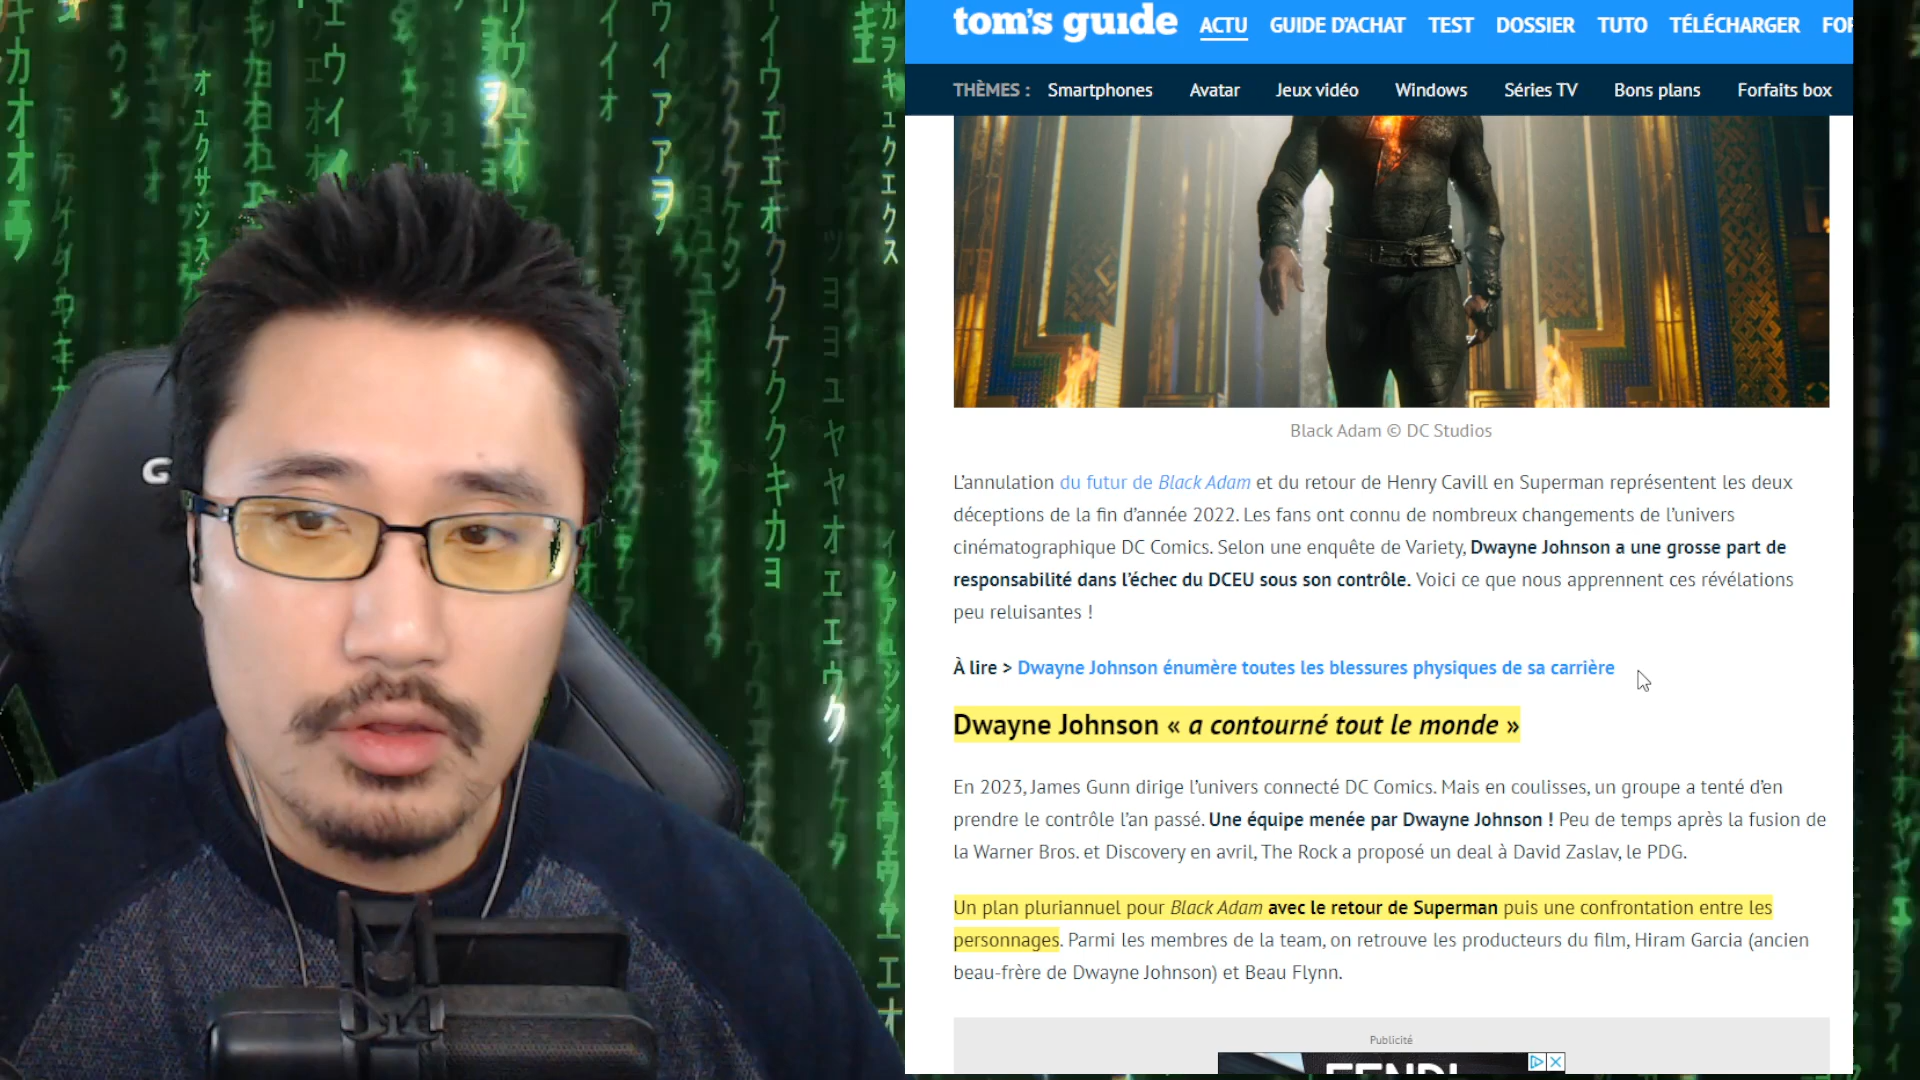 G
tom's guide ACTU GUIDE D'ACHAT TEST DOSSIER TUTO TÉLÉCHARGER
THÈMES : Smartphones Avatar Jeux vidéo Windows Séries TV Bons plans Forfaits box
Black Adam © DC Studios
L'annulation du futur de Black Adam et du retour de Henry Cavill en Superman représentent les deux
déceptions de la fin d'année 2022. Les fans ont connu de nombreux changements de l'univers
cinématographique DC Comics. Selon une enquête de Variety, Dwayne Johnson a une grosse part de
responsabilité dans l'échec du DCEU sous son contrôle. Voici ce que nous apprennent ces révélations
peu reluisantes !
À lire > Dwayne Johnson énumère toutes les blessures physiques de sa carrière
Dwayne Johnson « a contourné tout le monde »
En 2023, James Gunn dirige l'univers connecté DC Comics. Mais en coulisses, un groupe a tenté d'en
prendre le contrôle l'an passé. Une équipe menée par Dwayne Johnson ! Peu de temps après la fusion de
la Warner Bros. et Discovery en avril, The Rock a proposé un deal à David Zaslav, le PDG.
Un plan pluriannuel pour Black Adam avec le retour de Superman puis une confrontation entre les
personnages. Parmi les membres de la team, on retrouve les producteurs du film, Hiram Garcia (ancien
beau-frère de Dwayne Johnson) et Beau Flynn.
Publicité
FENDI